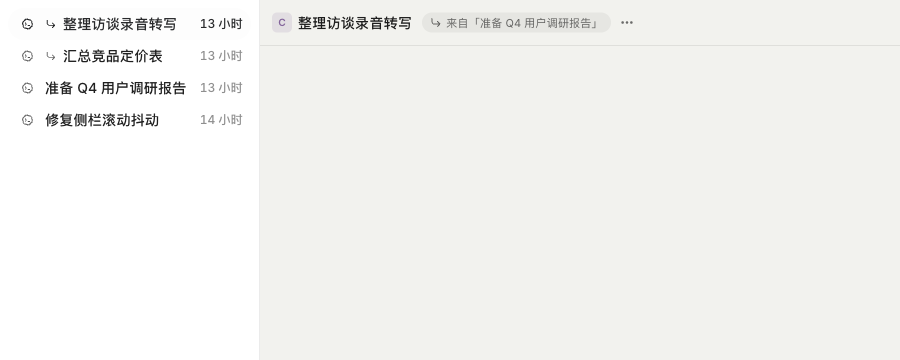 整理访谈录音转写 13 小时
汇总竞品定价表 13 小时
准备 Q4 用户调研报告 13 小时
修复侧栏滚动抖动 14 小时
C 整理访谈录音转写 来自「准备 Q4 用户调研报告」 ···